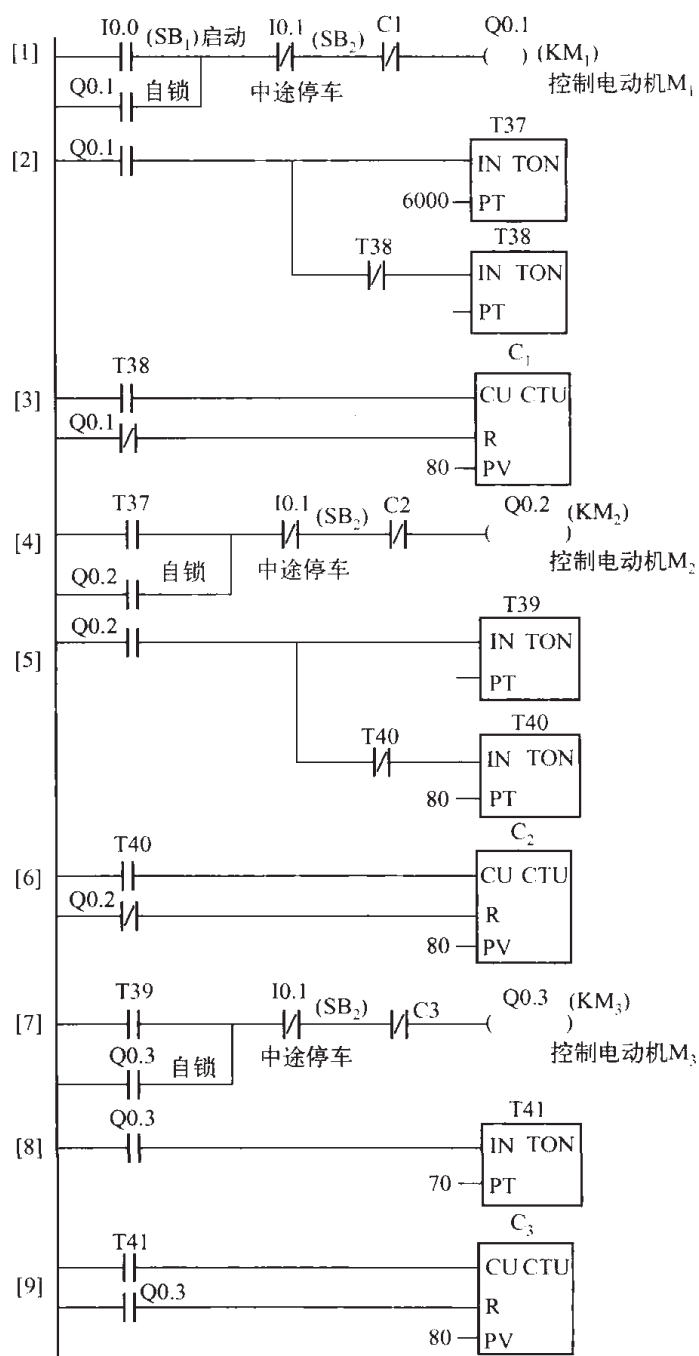 I0.0 (SB₁)启动 I0.1 (SB₂) C1 Q0.1
[1] ( ) (KM₁)
Q0.1 自锁 中途停车 控制电动机M₁
[2] Q0.1 T37
IN TON
6000 PT
T38 T38
IN TON
PT
C₁
T38
[3] CU CTU
Q0.1 R
80 PV
T37 I0.1 (SB₂) C2 Q0.2 (KM₂)
[4] ( )
Q0.2 自锁 中途停车 控制电动机M₂
Q0.2 T39
[5] IN TON
PT
T40 T40
IN TON
80 PT
C₂
T40
[6] CU CTU
Q0.2 R
80 PV
T39 I0.1 (SB₂) C3 Q0.3 (KM₃)
[7] ( )
Q0.3 自锁 中途停车 控制电动机M₃
Q0.3 T41
[8] IN TON
70 PT
C₃
T41
CU CTU
[9] Q0.3 R
80 PV